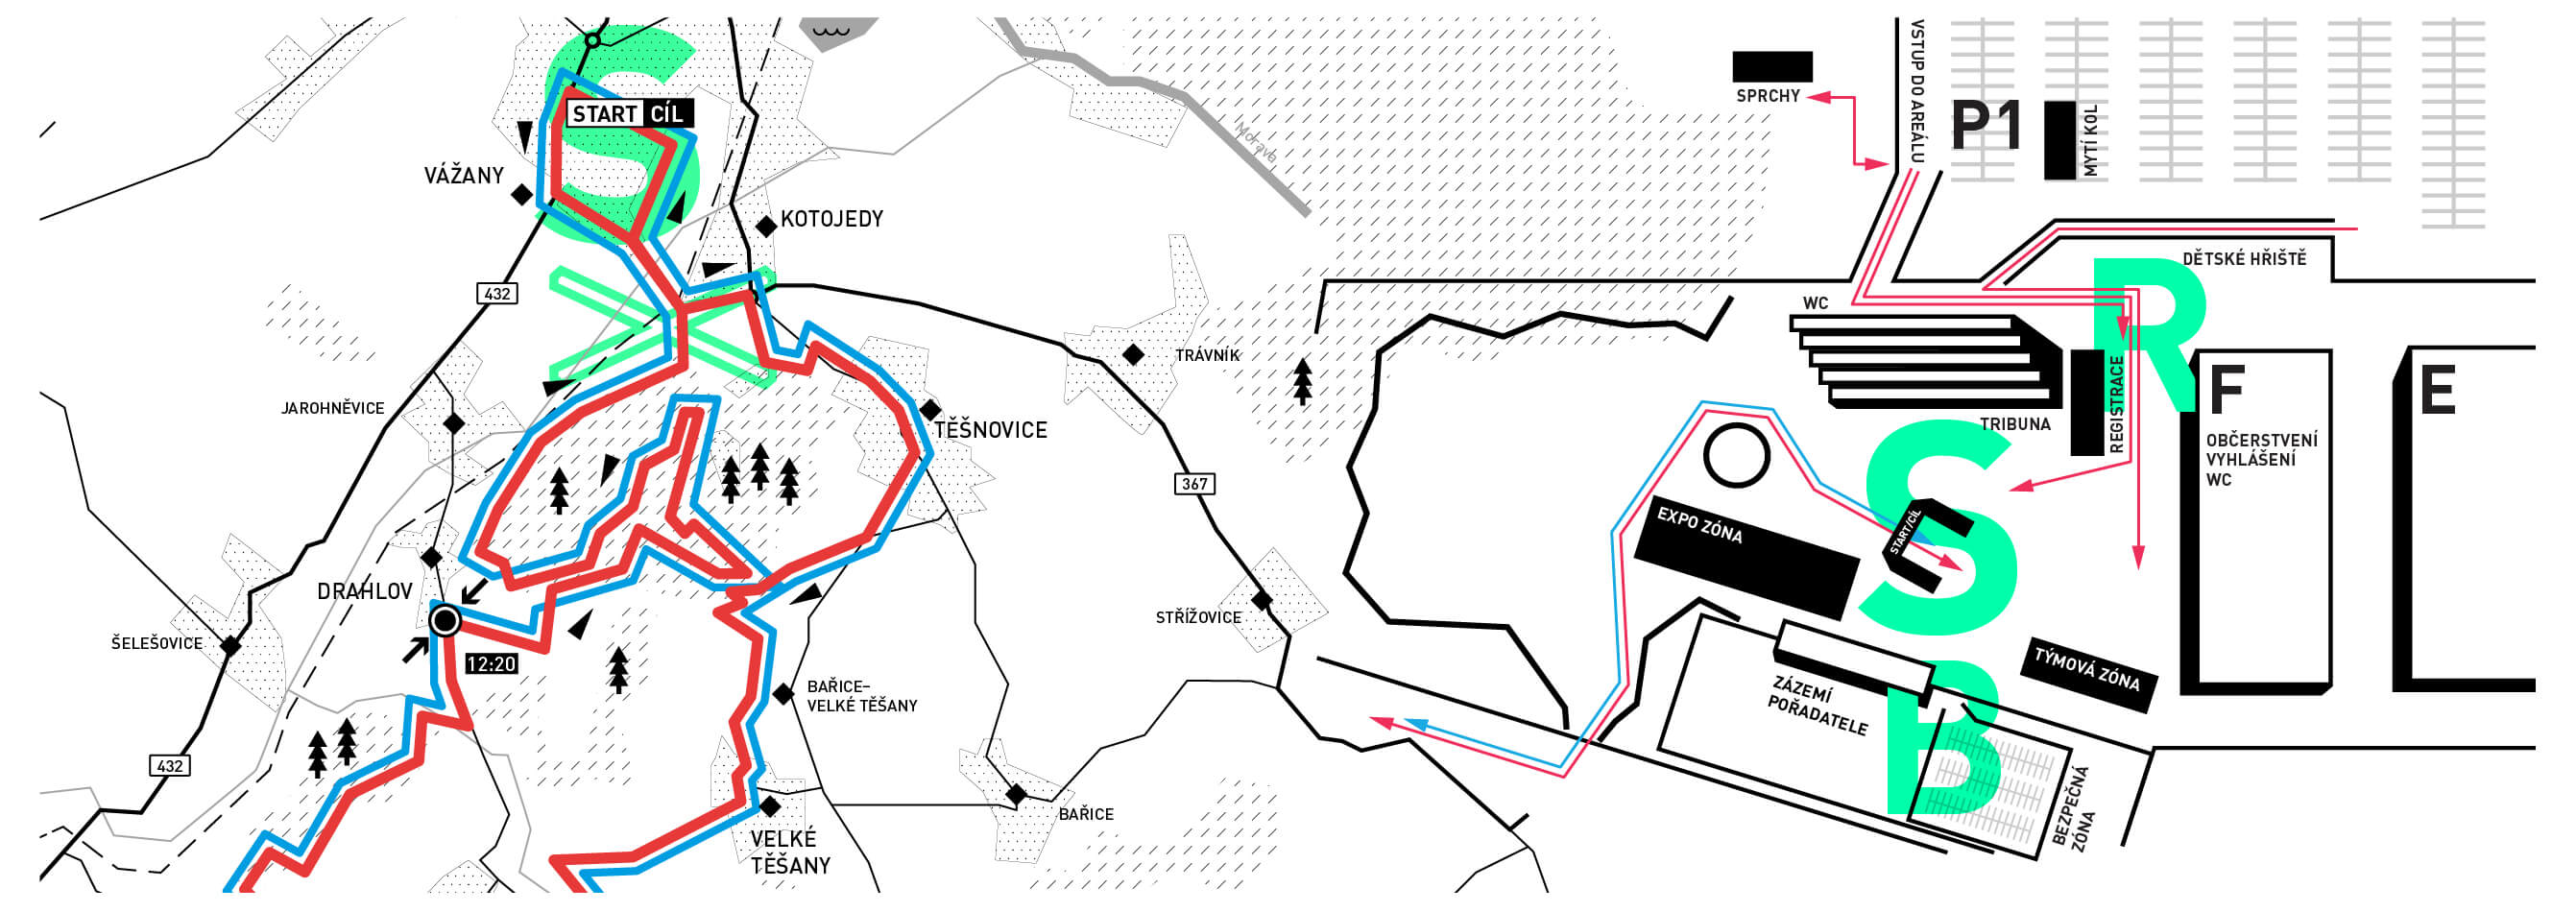 START CÍL
VÁŽANY
KOTOJEDY
432
Morava
TRÁVNÍK
JAROHNĚVICE
TĚŠNOVICE
367
DRAHLOV
ŠELEŠOVICE
12:20
STŘÍŽOVICE
BAŘICE–
VELKÉ TĚŠANY
432
BAŘICE
VELKÉ
TĚŠANY
S
VSTUP DO AREÁLU
SPRCHY
P1
MYTÍ KOL
DĚTSKÉ HŘIŠTĚ
WC
R
REGISTRACE
TRIBUNA
F
OBČERSTVENÍ
VYHLÁŠENÍ
WC
E
S
EXPO ZÓNA
START/CÍL
TÝMOVÁ ZÓNA
ZÁZEMÍ
POŘADATELE
B
BEZPEČNÁ
ZÓNA